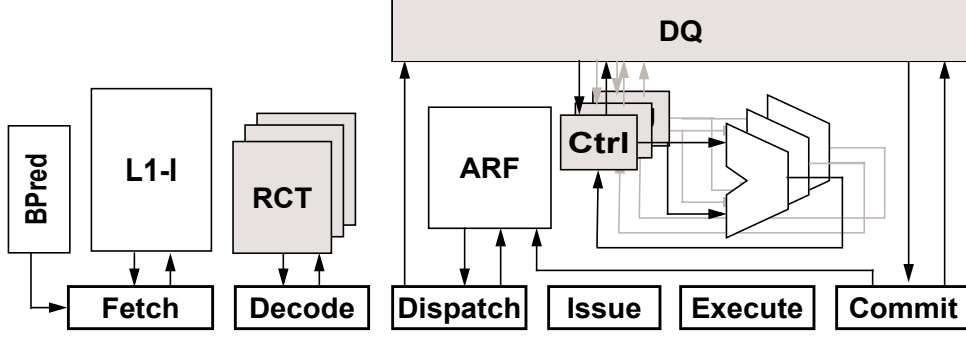 DQ
BPred
L1-I
RCT
ARF
Ctrl
Fetch
Decode
Dispatch
Issue
Execute
Commit